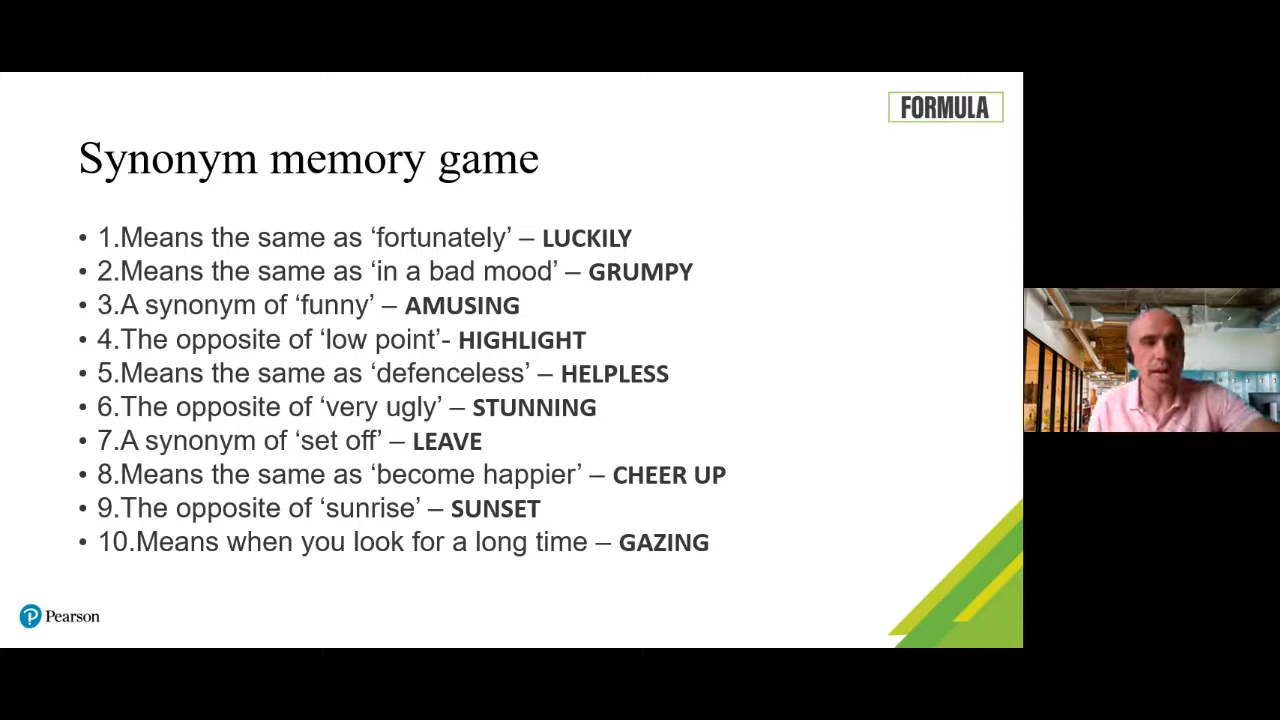 FORMULA
Synonym memory game
• 1.Means the same as ‘fortunately’ – LUCKILY
• 2.Means the same as ‘in a bad mood’ – GRUMPY
• 3.A synonym of ‘funny’ – AMUSING
• 4.The opposite of ‘low point’- HIGHLIGHT
• 5.Means the same as ‘defenceless’ – HELPLESS
• 6.The opposite of ‘very ugly’ – STUNNING
• 7.A synonym of ‘set off’ – LEAVE
• 8.Means the same as ‘become happier’ – CHEER UP
• 9.The opposite of ‘sunrise’ – SUNSET
• 10.Means when you look for a long time – GAZING
Pearson